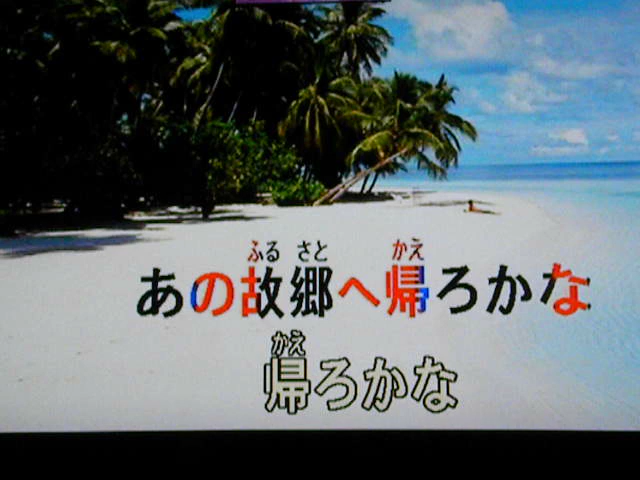 ふる さと かえ
あの故郷へ帰ろかな
かえ
帰ろかな